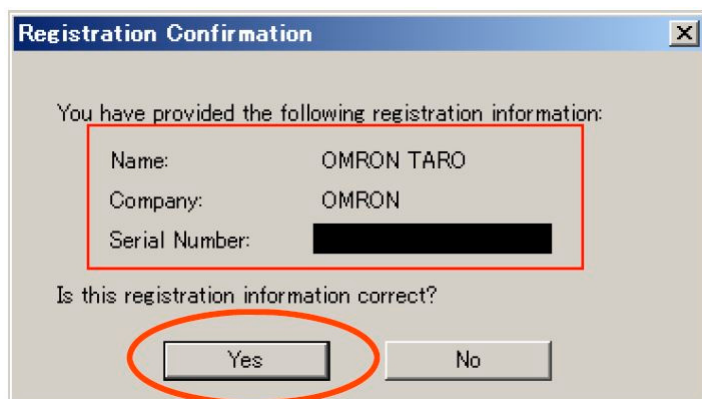 Registration Confirmation
You have provided the following registration information:
Name: OMRON TARO
Company: OMRON
Serial Number:
Is this registration information correct?
Yes No